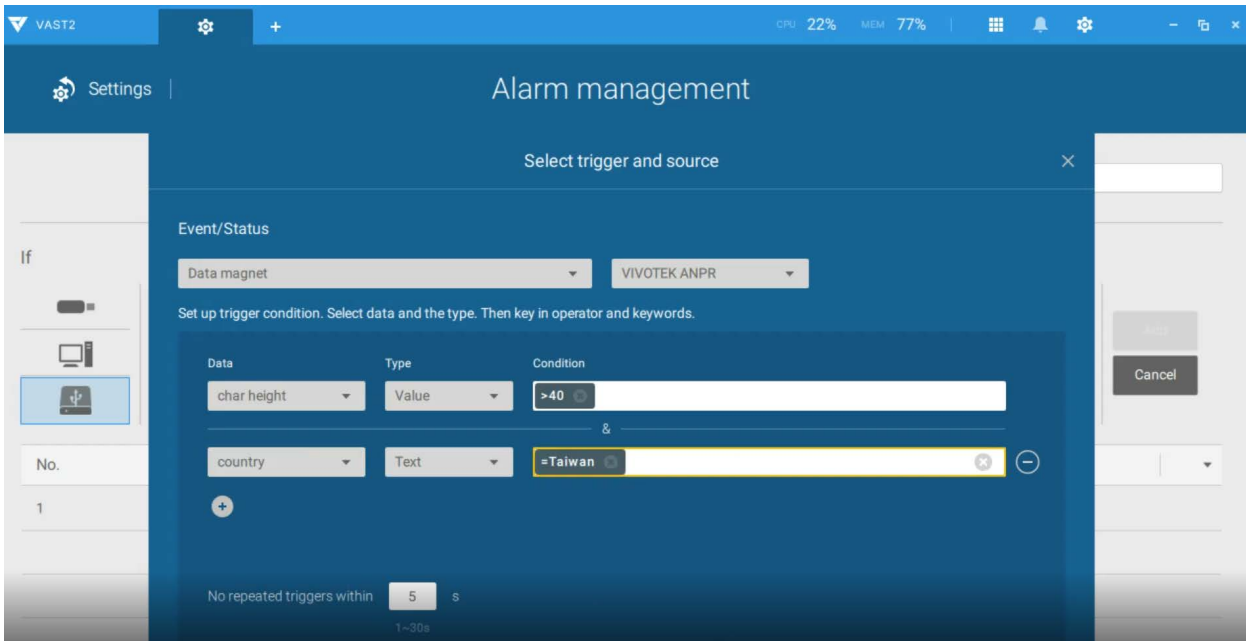 VAST2 + CPU 22% MEM 77%
Settings
Alarm management
Select trigger and source
Event/Status
If
Data magnet VIVOTEK ANPR
Set up trigger condition. Select data and the type. Then key in operator and keywords.
Data Type Condition
Add
char height Value >40
Cancel
&
No. country Text =Taiwan
1
No repeated triggers within 5 s
1~30s